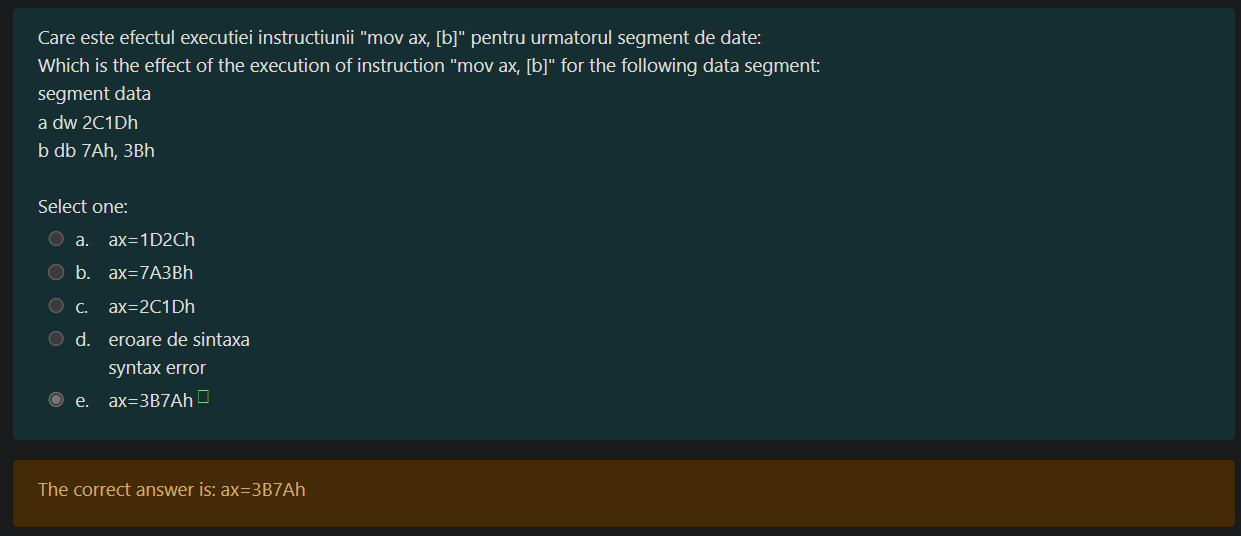 Care este efectul executiei instructiunii "mov ax, [b]" pentru urmatorul segment de date:
Which is the effect of the execution of instruction "mov ax, [b]" for the following data segment:
segment data
a dw 2C1Dh
b db 7Ah, 3Bh
Select one:
a. ax=1D2Ch
b. ax=7A3Bh
c. ax=2C1Dh
d. eroare de sintaxa
syntax error
e. ax=3B7Ah
The correct answer is: ax=3B7Ah